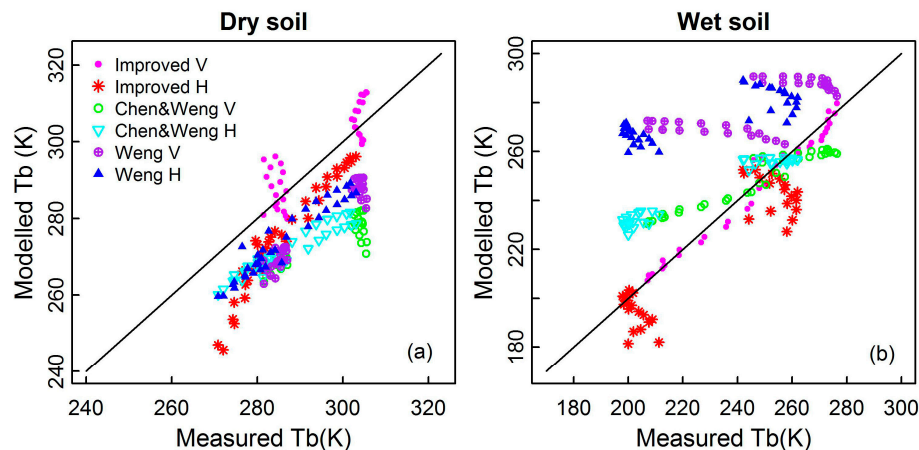 Dry soil
Wet soil
Improved V
Improved H
Chen&Weng V
Chen&Weng H
Weng V
Weng H
Modelled Tb (K)
240 260 280 300 320
(a)
240 260 280 300 320
Measured Tb(K)
Modelled Tb (K)
180 220 260 300
(b)
180 200 220 240 260 280 300
Measured Tb(K)